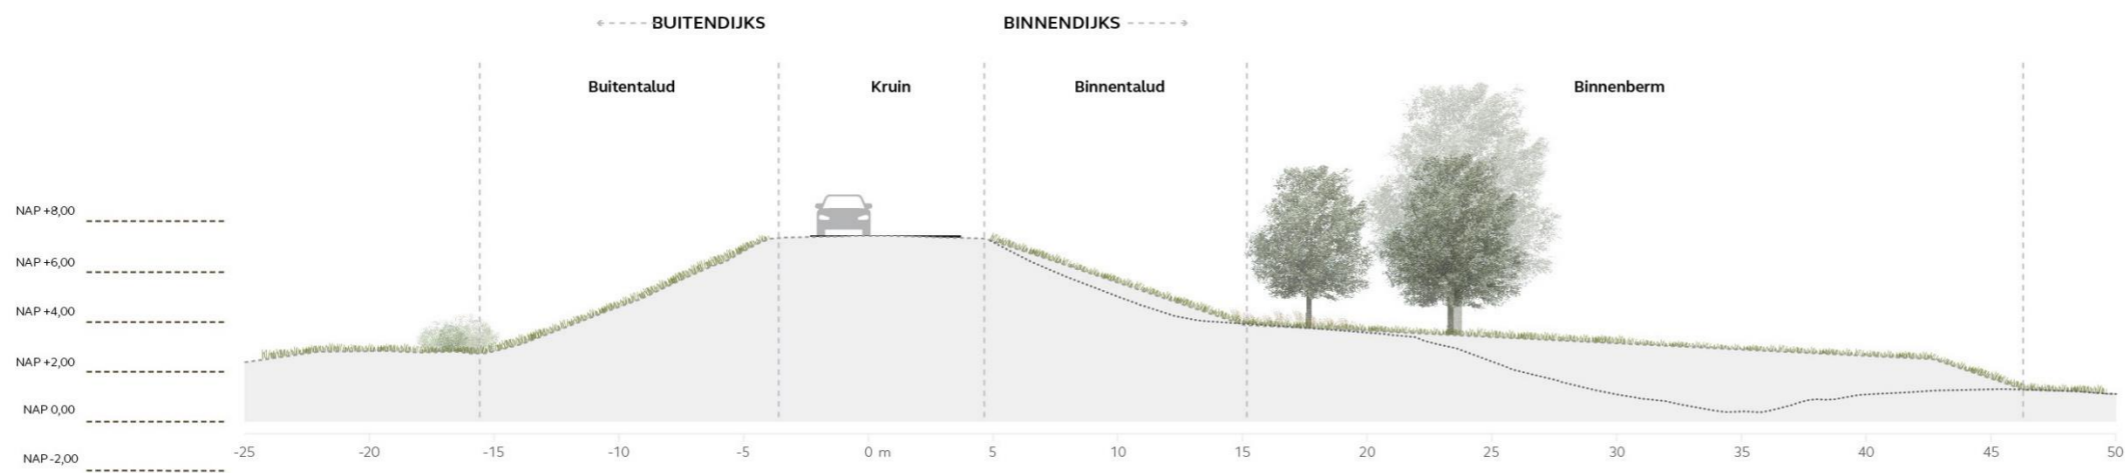 BUITENDIJKS BINNENDIJKS
Buitentalud Kruin Binnentalud Binnenberm
NAP +8,00
NAP +6,00
NAP +4,00
NAP +2,00
NAP 0,00
NAP -2,00
-25 -20 -15 -10 -5 0 m 5 10 15 20 25 30 35 40 45 50